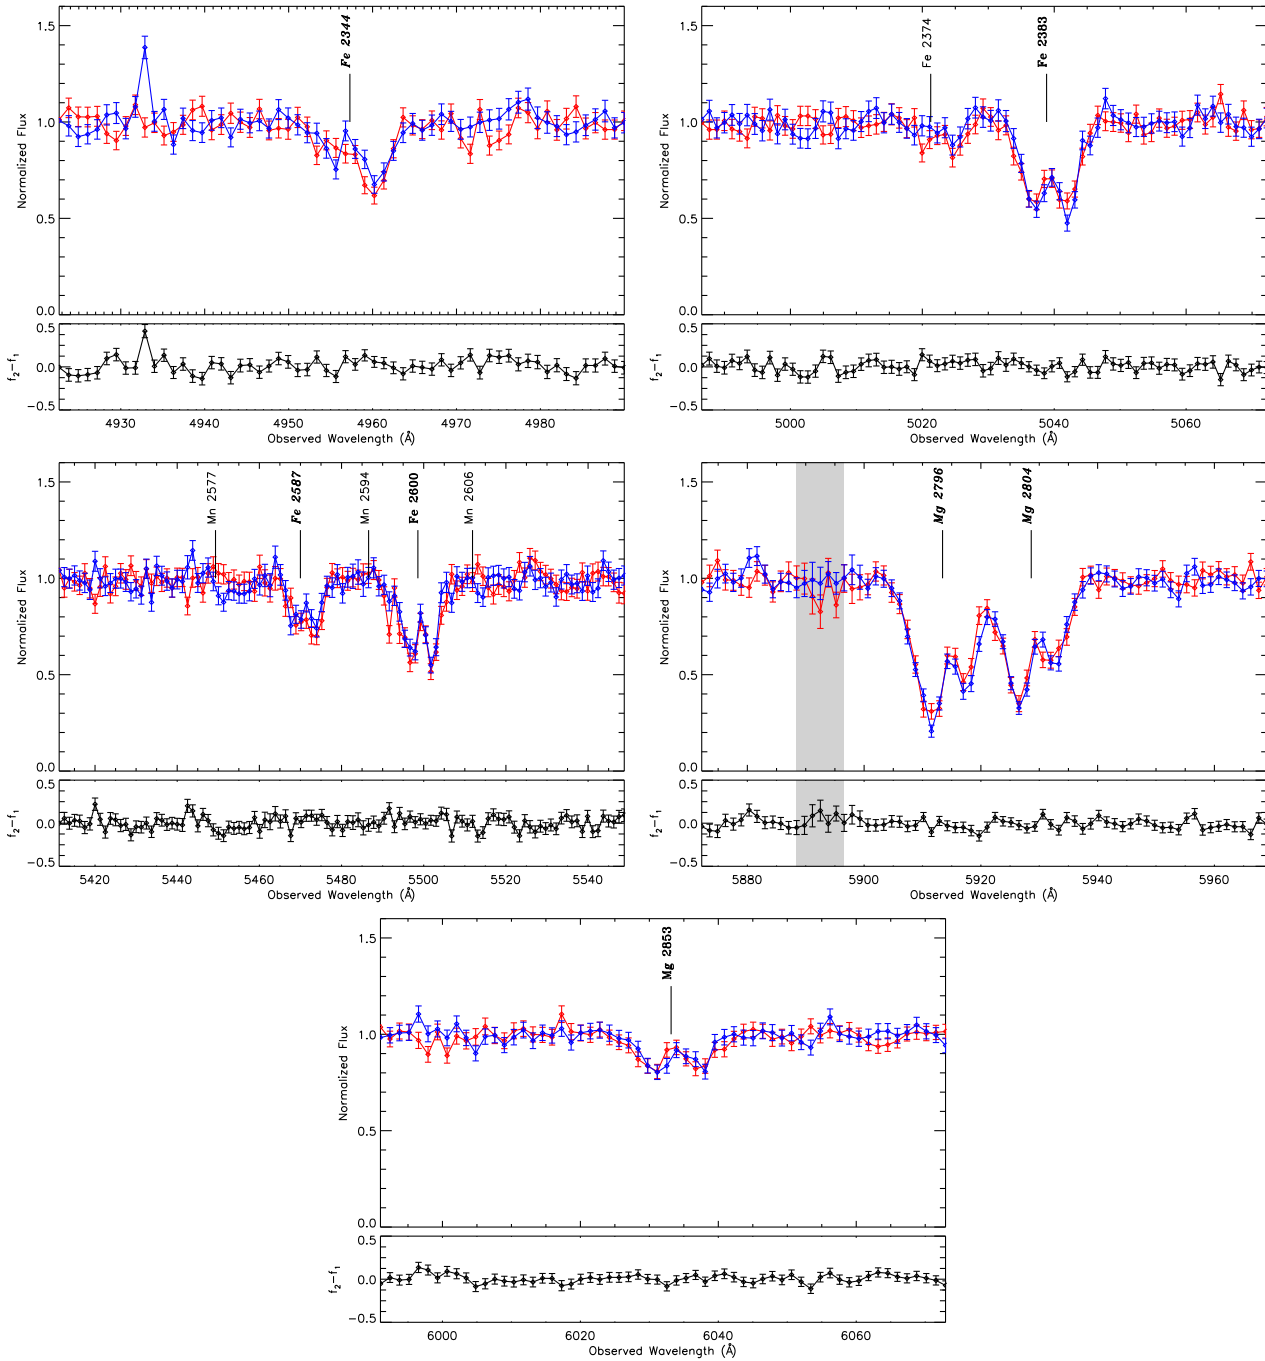 Fe 2344
1.5
1.0
0.5
0.0
Normalized Flux
0.5
0.0
−0.5
f2−f1
4930 4940 4950 4960 4970 4980
Observed Wavelength (Å)
Fe 2374
Fe 2383
1.5
1.0
0.5
0.0
Normalized Flux
0.5
0.0
−0.5
f2−f1
5000 5020 5040 5060
Observed Wavelength (Å)
Mn 2577
Fe 2587
Mn 2594
Fe 2600
Mn 2606
1.5
1.0
0.5
0.0
Normalized Flux
0.5
0.0
−0.5
f2−f1
5420 5440 5460 5480 5500 5520 5540
Observed Wavelength (Å)
Mg 2796
Mg 2804
1.5
1.0
0.5
0.0
Normalized Flux
0.5
0.0
−0.5
f2−f1
5880 5900 5920 5940 5960
Observed Wavelength (Å)
Mg 2853
1.5
1.0
0.5
0.0
Normalized Flux
0.5
0.0
−0.5
f2−f1
6000 6020 6040 6060
Observed Wavelength (Å)